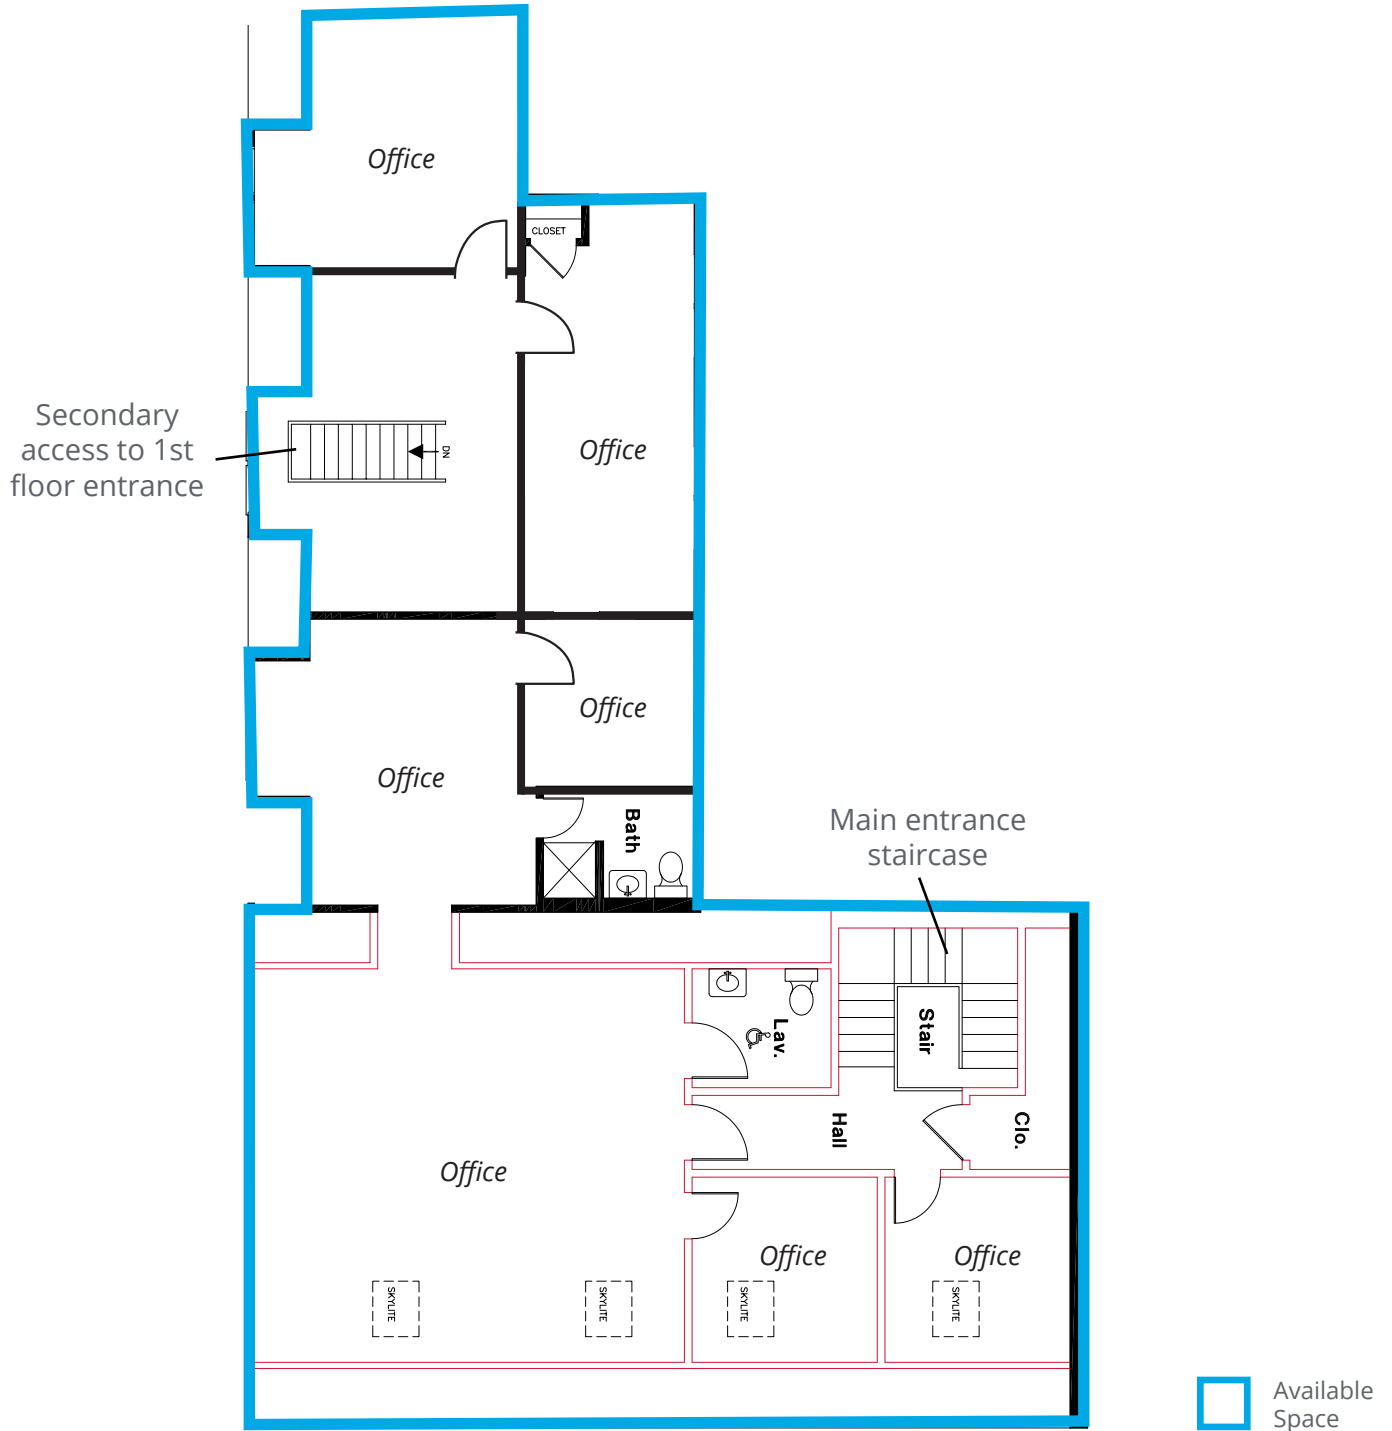 Office
CLOSET
Secondary
access to 1st
floor entrance
DN
Office
Office
Office
Bath
Main entrance
staircase
Lav.
Stair
Hall
Clo.
Office
Office
Office
SKYLITE
SKYLITE
SKYLITE
SKYLITE
Available
Space